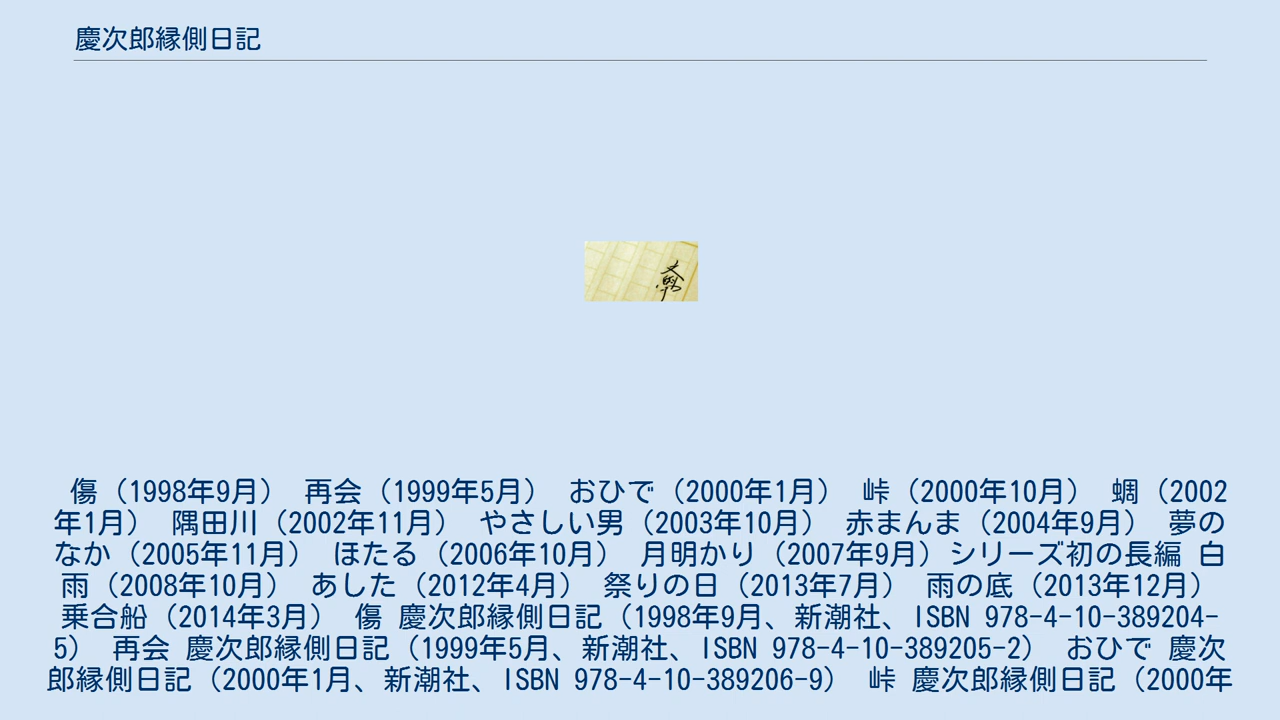 慶次郎縁側日記
傷（1998年9月） 再会（1999年5月） おひで（2000年1月） 峠（2000年10月） 蜩（2002
年1月） 隅田川（2002年11月） やさしい男（2003年10月） 赤まんま（2004年9月） 夢の
なか（2005年11月） ほたる（2006年10月） 月明かり（2007年9月）シリーズ初の長編 白
雨（2008年10月） あした（2012年4月） 祭りの日（2013年7月） 雨の底（2013年12月）
乗合船（2014年3月） 傷 慶次郎縁側日記（1998年9月、新潮社、ISBN 978-4-10-389204-
5） 再会 慶次郎縁側日記（1999年5月、新潮社、ISBN 978-4-10-389205-2） おひで 慶次
郎縁側日記（2000年1月、新潮社、ISBN 978-4-10-389206-9） 峠 慶次郎縁側日記（2000年